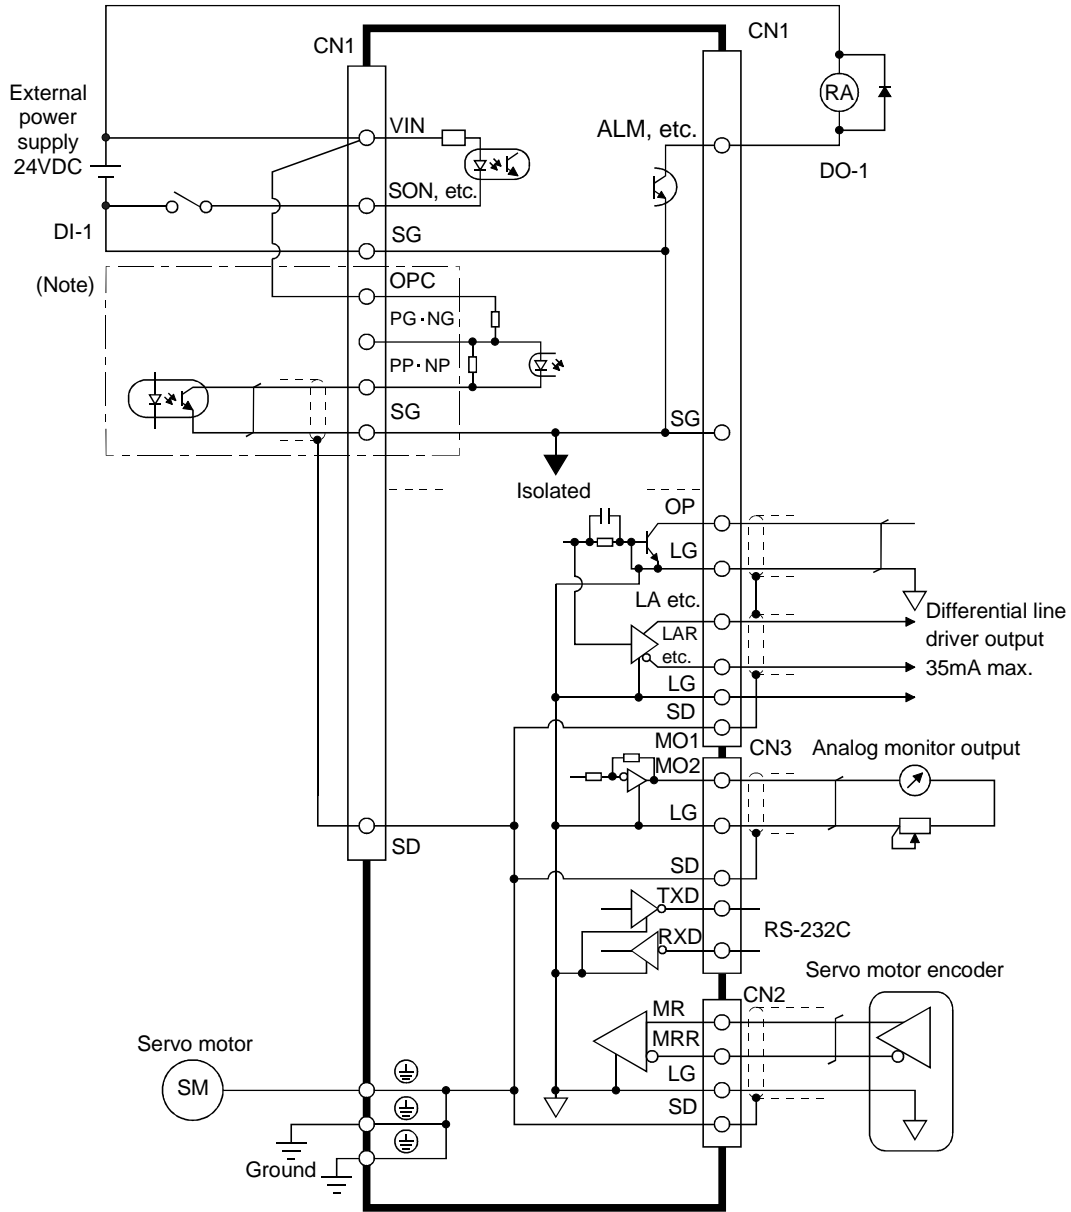 CN1
CN1
External
power
supply
24VDC
VIN
RA
ALM, etc.
DO-1
SON, etc.
DI-1
SG
(Note)
OPC
PG·NG
PP·NP
SG
SG
Isolated
OP
LG
LA etc.
LAR
etc.
Differential line
driver output
35mA max.
LG
SD
MO1
CN3
Analog monitor output
MO2
LG
SD
SD
TXD
RS-232C
RXD
Servo motor encoder
CN2
MR
MRR
LG
SD
Servo motor
SM
Ground